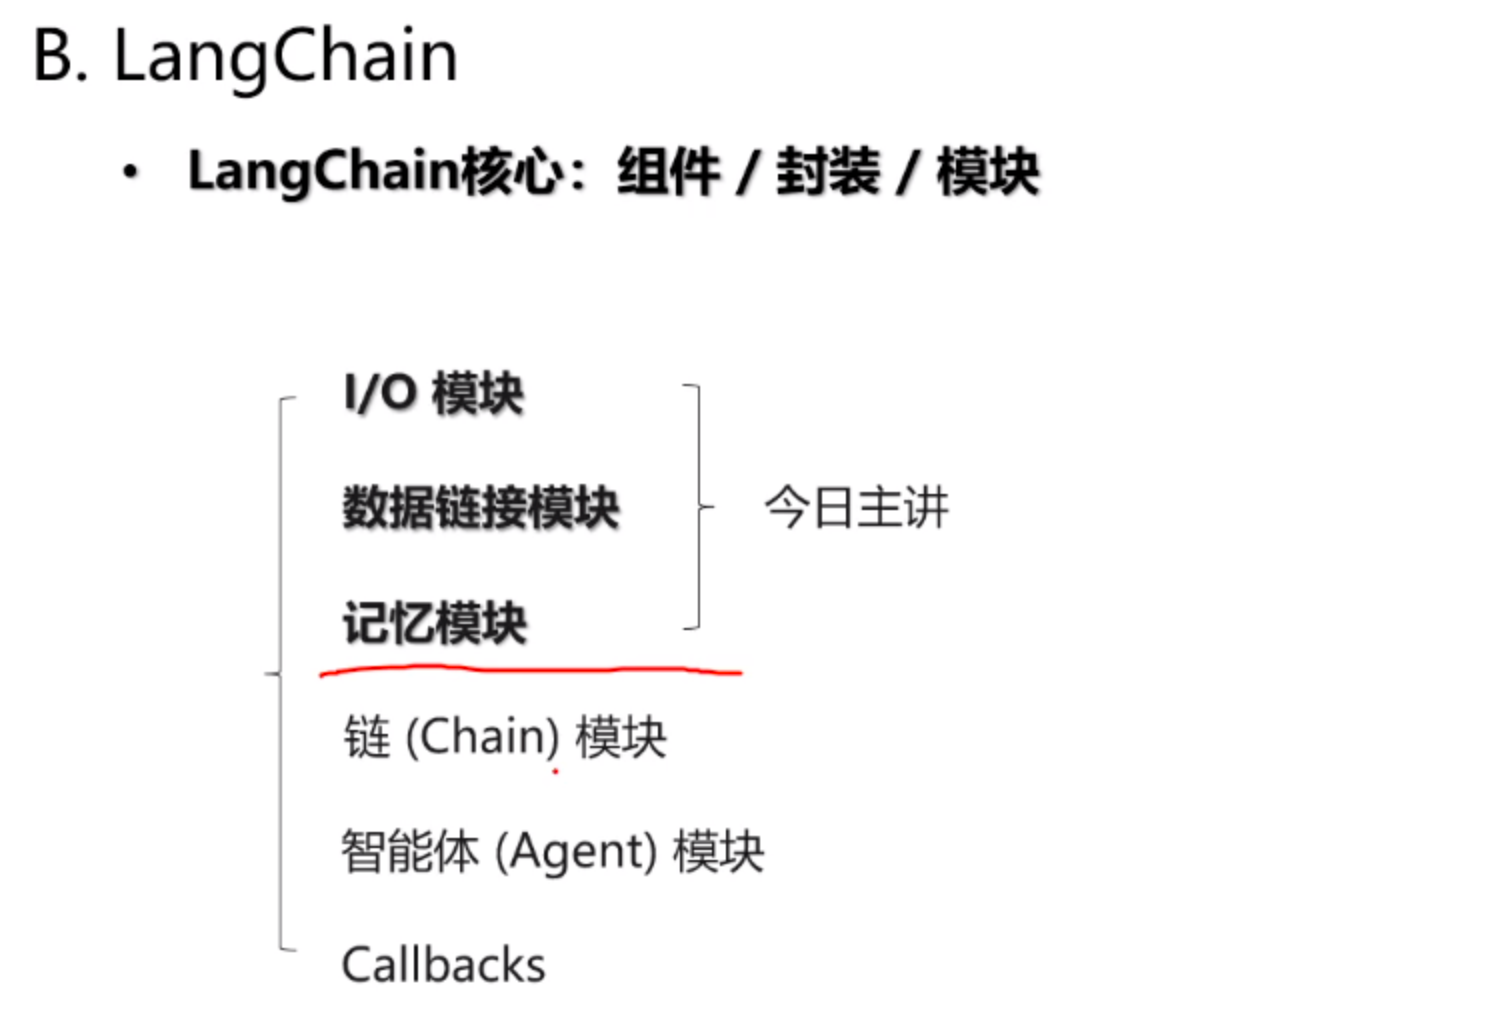 B. LangChain
• LangChain核心：组件 / 封装 / 模块
I/O 模块
数据链接模块
今日主讲
记忆模块
链 (Chain) 模块
智能体 (Agent) 模块
Callbacks